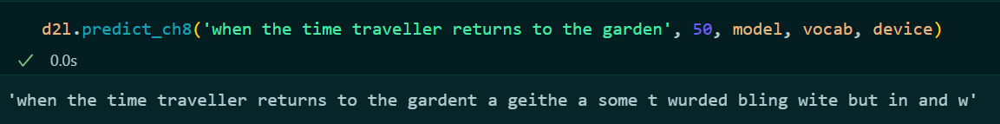 d2l.predict_ch8('when the time traveller returns to the garden', 50, model, vocab, device)
✓ 0.0s
'when the time traveller returns to the gardent a geithe a some t wurded bling wite but in and w'